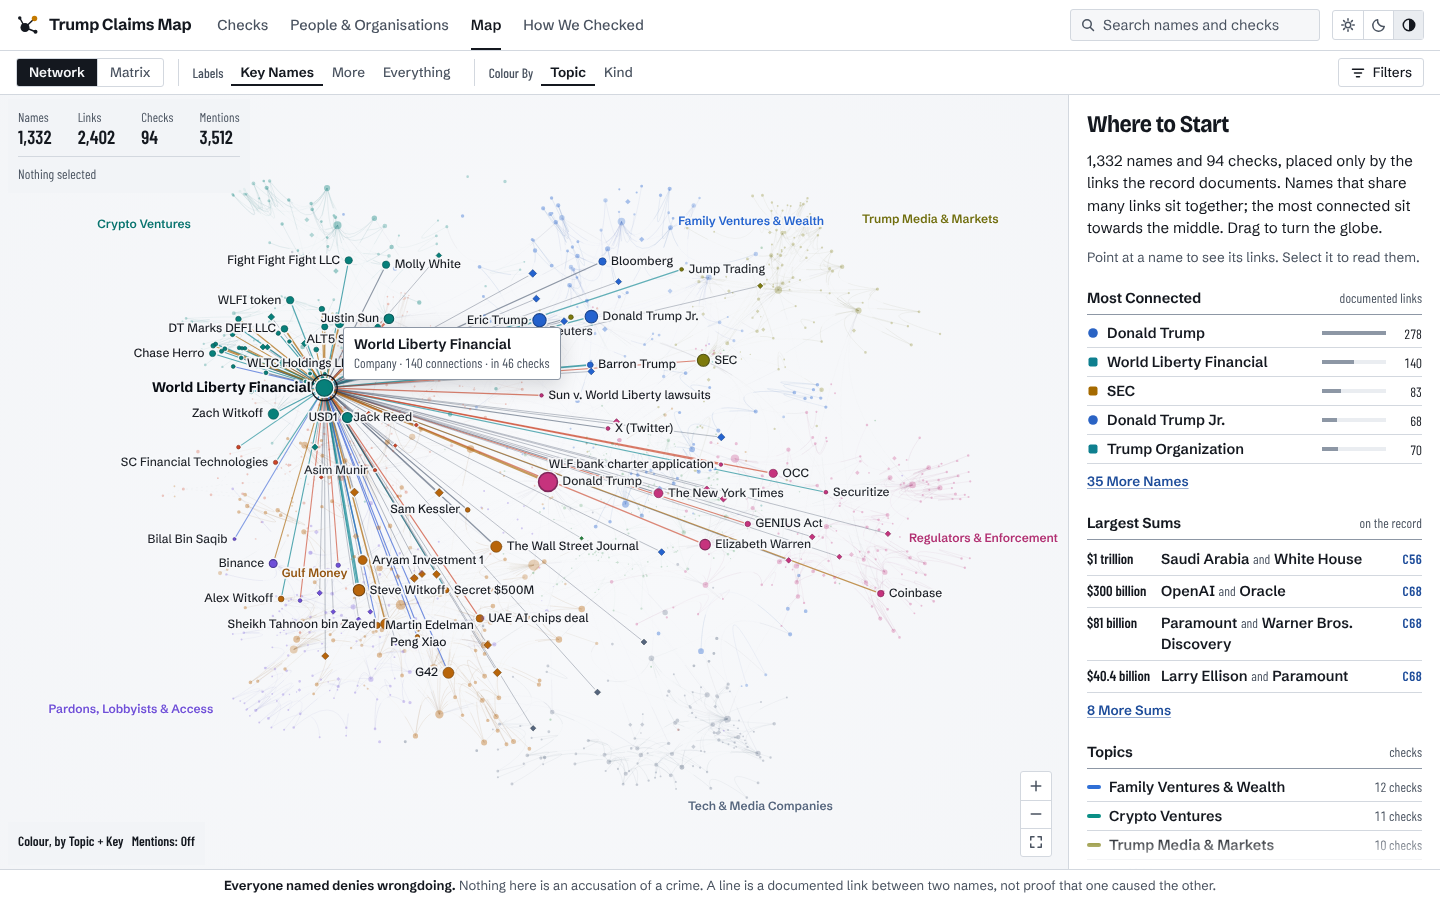 Trump Claims Map
Checks
People & Organisations
Map
How We Checked
Search names and checks
Network
Matrix
Labels
Key Names
More
Everything
Colour By
Topic
Kind
Filters
Names
Links
Checks
Mentions
1,332
2,402
94
3,512
Nothing selected
Crypto Ventures
Family Ventures & Wealth
Trump Media & Markets
Fight Fight Fight LLC
Molly White
Bloomberg
Jump Trading
WLFI token
Justin Sun
Eric Trump
Donald Trump Jr.
DT Marks DEFI LLC
ALT5 S
euters
Chase Herro
WLTC Holdings LL
World Liberty Financial
Company · 140 connections · in 46 checks
Barron Trump
SEC
World Liberty Financial
Sun v. World Liberty lawsuits
Zach Witkoff
USD1
Jack Reed
X (Twitter)
SC Financial Technologies
Asim Munir
WLF bank charter application
OCC
Donald Trump
The New York Times
Securitize
Sam Kessler
GENIUS Act
Bilal Bin Saqib
The Wall Street Journal
Elizabeth Warren
Regulators & Enforcement
Binance
Aryam Investment 1
Gulf Money
Steve Witkoff
Secret $500M
Coinbase
Alex Witkoff
Sheikh Tahnoon bin Zayed
Martin Edelman
UAE AI chips deal
Peng Xiao
G42
Pardons, Lobbyists & Access
Tech & Media Companies
Colour, by Topic + Key
Mentions: Off
Where to Start
1,332 names and 94 checks, placed only by the
links the record documents. Names that share
many links sit together; the most connected sit
towards the middle. Drag to turn the globe.
Point at a name to see its links. Select it to read them.
Most Connected
documented links
Donald Trump
278
World Liberty Financial
140
SEC
83
Donald Trump Jr.
68
Trump Organization
70
35 More Names
Largest Sums
on the record
$1 trillion
Saudi Arabia and White House
C56
$300 billion
OpenAI and Oracle
C68
$81 billion
Paramount and Warner Bros.
Discovery
C68
$40.4 billion
Larry Ellison and Paramount
C68
8 More Sums
Topics
checks
Family Ventures & Wealth
12 checks
Crypto Ventures
11 checks
Trump Media & Markets
10 checks
Everyone named denies wrongdoing. Nothing here is an accusation of a crime. A line is a documented link between two names, not proof that one caused the other.